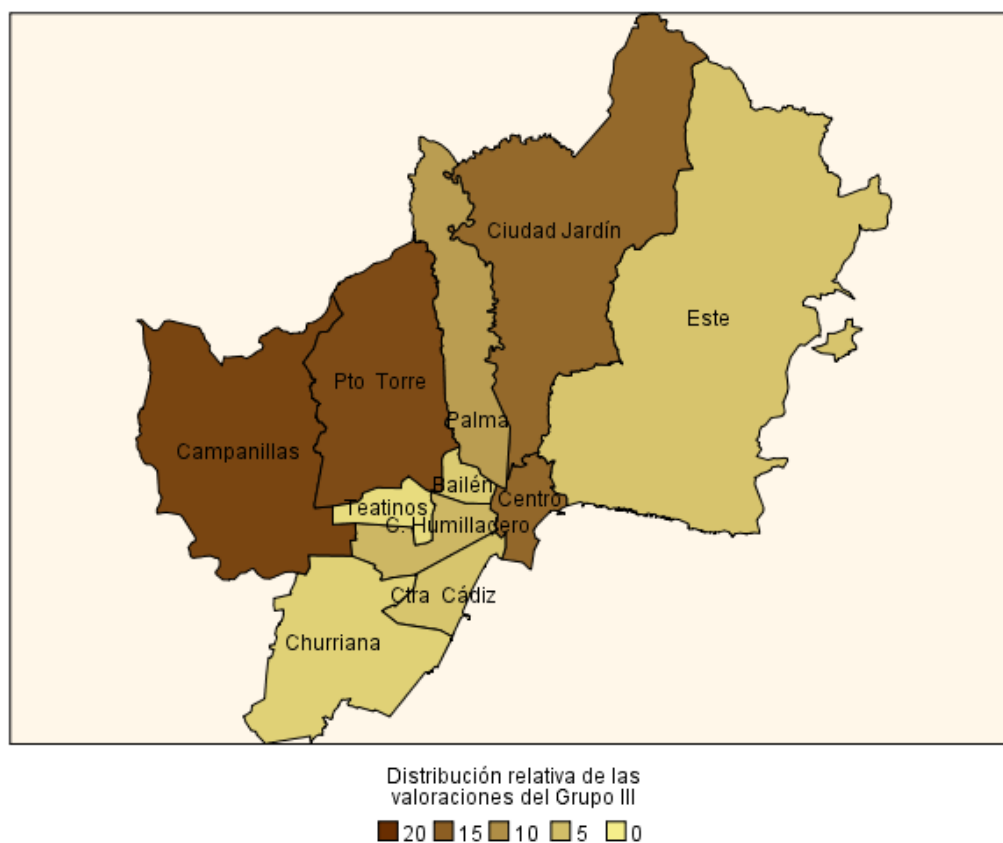 Ciudad Jardín
Este
Pto Torre
Palma
Campanillas
Bailén
Centro
Teatinos
C. Humilladero
Ctra Cádiz
Churriana
Distribución relativa de las
valoraciones del Grupo III
20 15 10 5 0